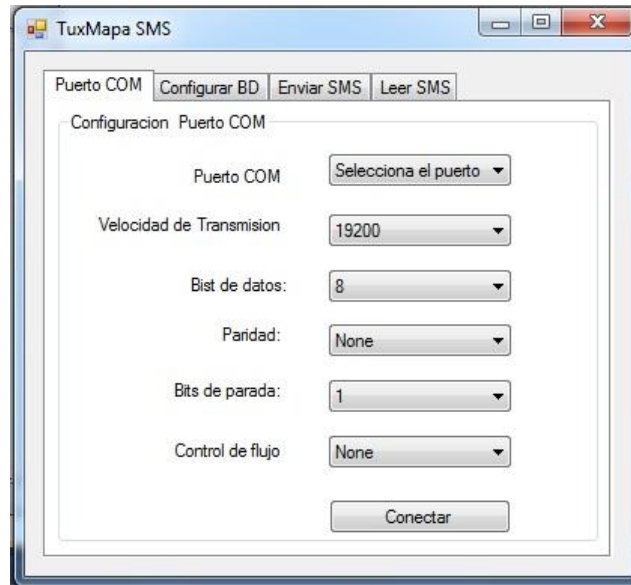 TuxMapa SMS
Puerto COM Configurar BD Enviar SMS Leer SMS
Configuracion Puerto COM
Puerto COM Selecciona el puerto
Velocidad de Transmision 19200
Bist de datos: 8
Paridad: None
Bits de parada: 1
Control de flujo None
Conectar